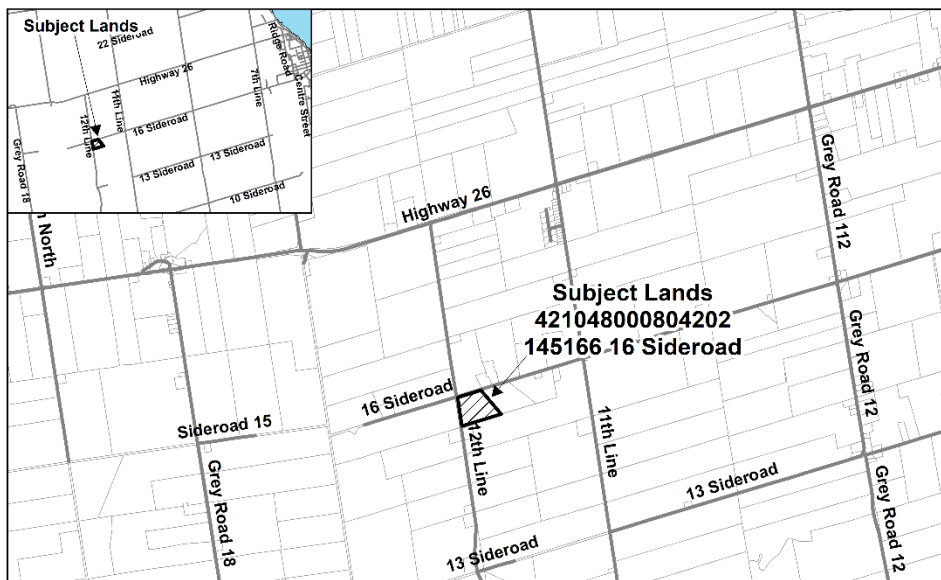 Subject Lands
22 Sideroad
Highway 26
Ridge Road
Centre Street
7th Line
11th Line
12th Line
16 Sideroad
13 Sideroad
13 Sideroad
10 Sideroad
Grey Road 18
North
Highway 26
Grey Road 112
Subject Lands
421048000804202
145166 16 Sideroad
16 Sideroad
Sideroad 15
Grey Road 18
12th Line
11th Line
Grey Road 12
13 Sideroad
13 Sideroad
Grey Road 12